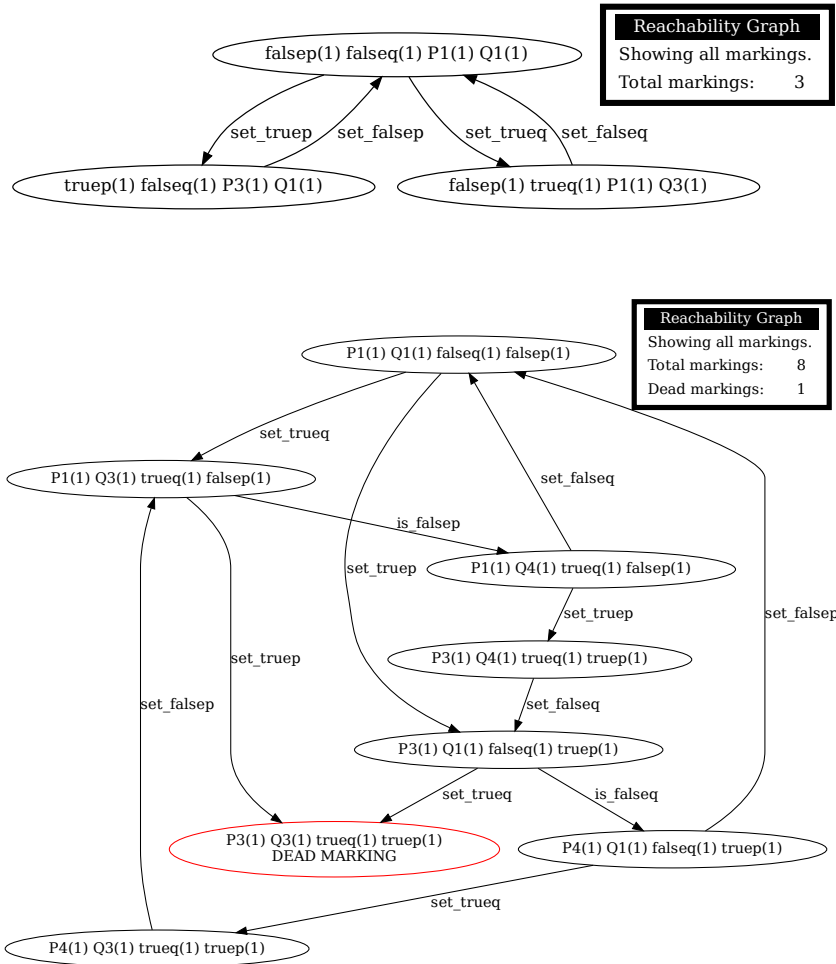 Reachability Graph
Showing all markings.
Total markings: 3
falsep(1) falseq(1) P1(1) Q1(1)
set_truep
set_falsep
set_trueq
set_falseq
truep(1) falseq(1) P3(1) Q1(1)
falsep(1) trueq(1) P1(1) Q3(1)
Reachability Graph
Showing all markings.
Total markings: 8
Dead markings: 1
P1(1) Q1(1) falseq(1) falsep(1)
set_trueq
P1(1) Q3(1) trueq(1) falsep(1)
set_falseq
is_falsep
set_truep
P1(1) Q4(1) trueq(1) falsep(1)
set_truep
set_falsep
set_truep
P3(1) Q4(1) trueq(1) truep(1)
set_falsep
set_falseq
P3(1) Q1(1) falseq(1) truep(1)
set_trueq
is_falseq
P3(1) Q3(1) trueq(1) truep(1)
DEAD MARKING
P4(1) Q1(1) falseq(1) truep(1)
set_trueq
P4(1) Q3(1) trueq(1) truep(1)